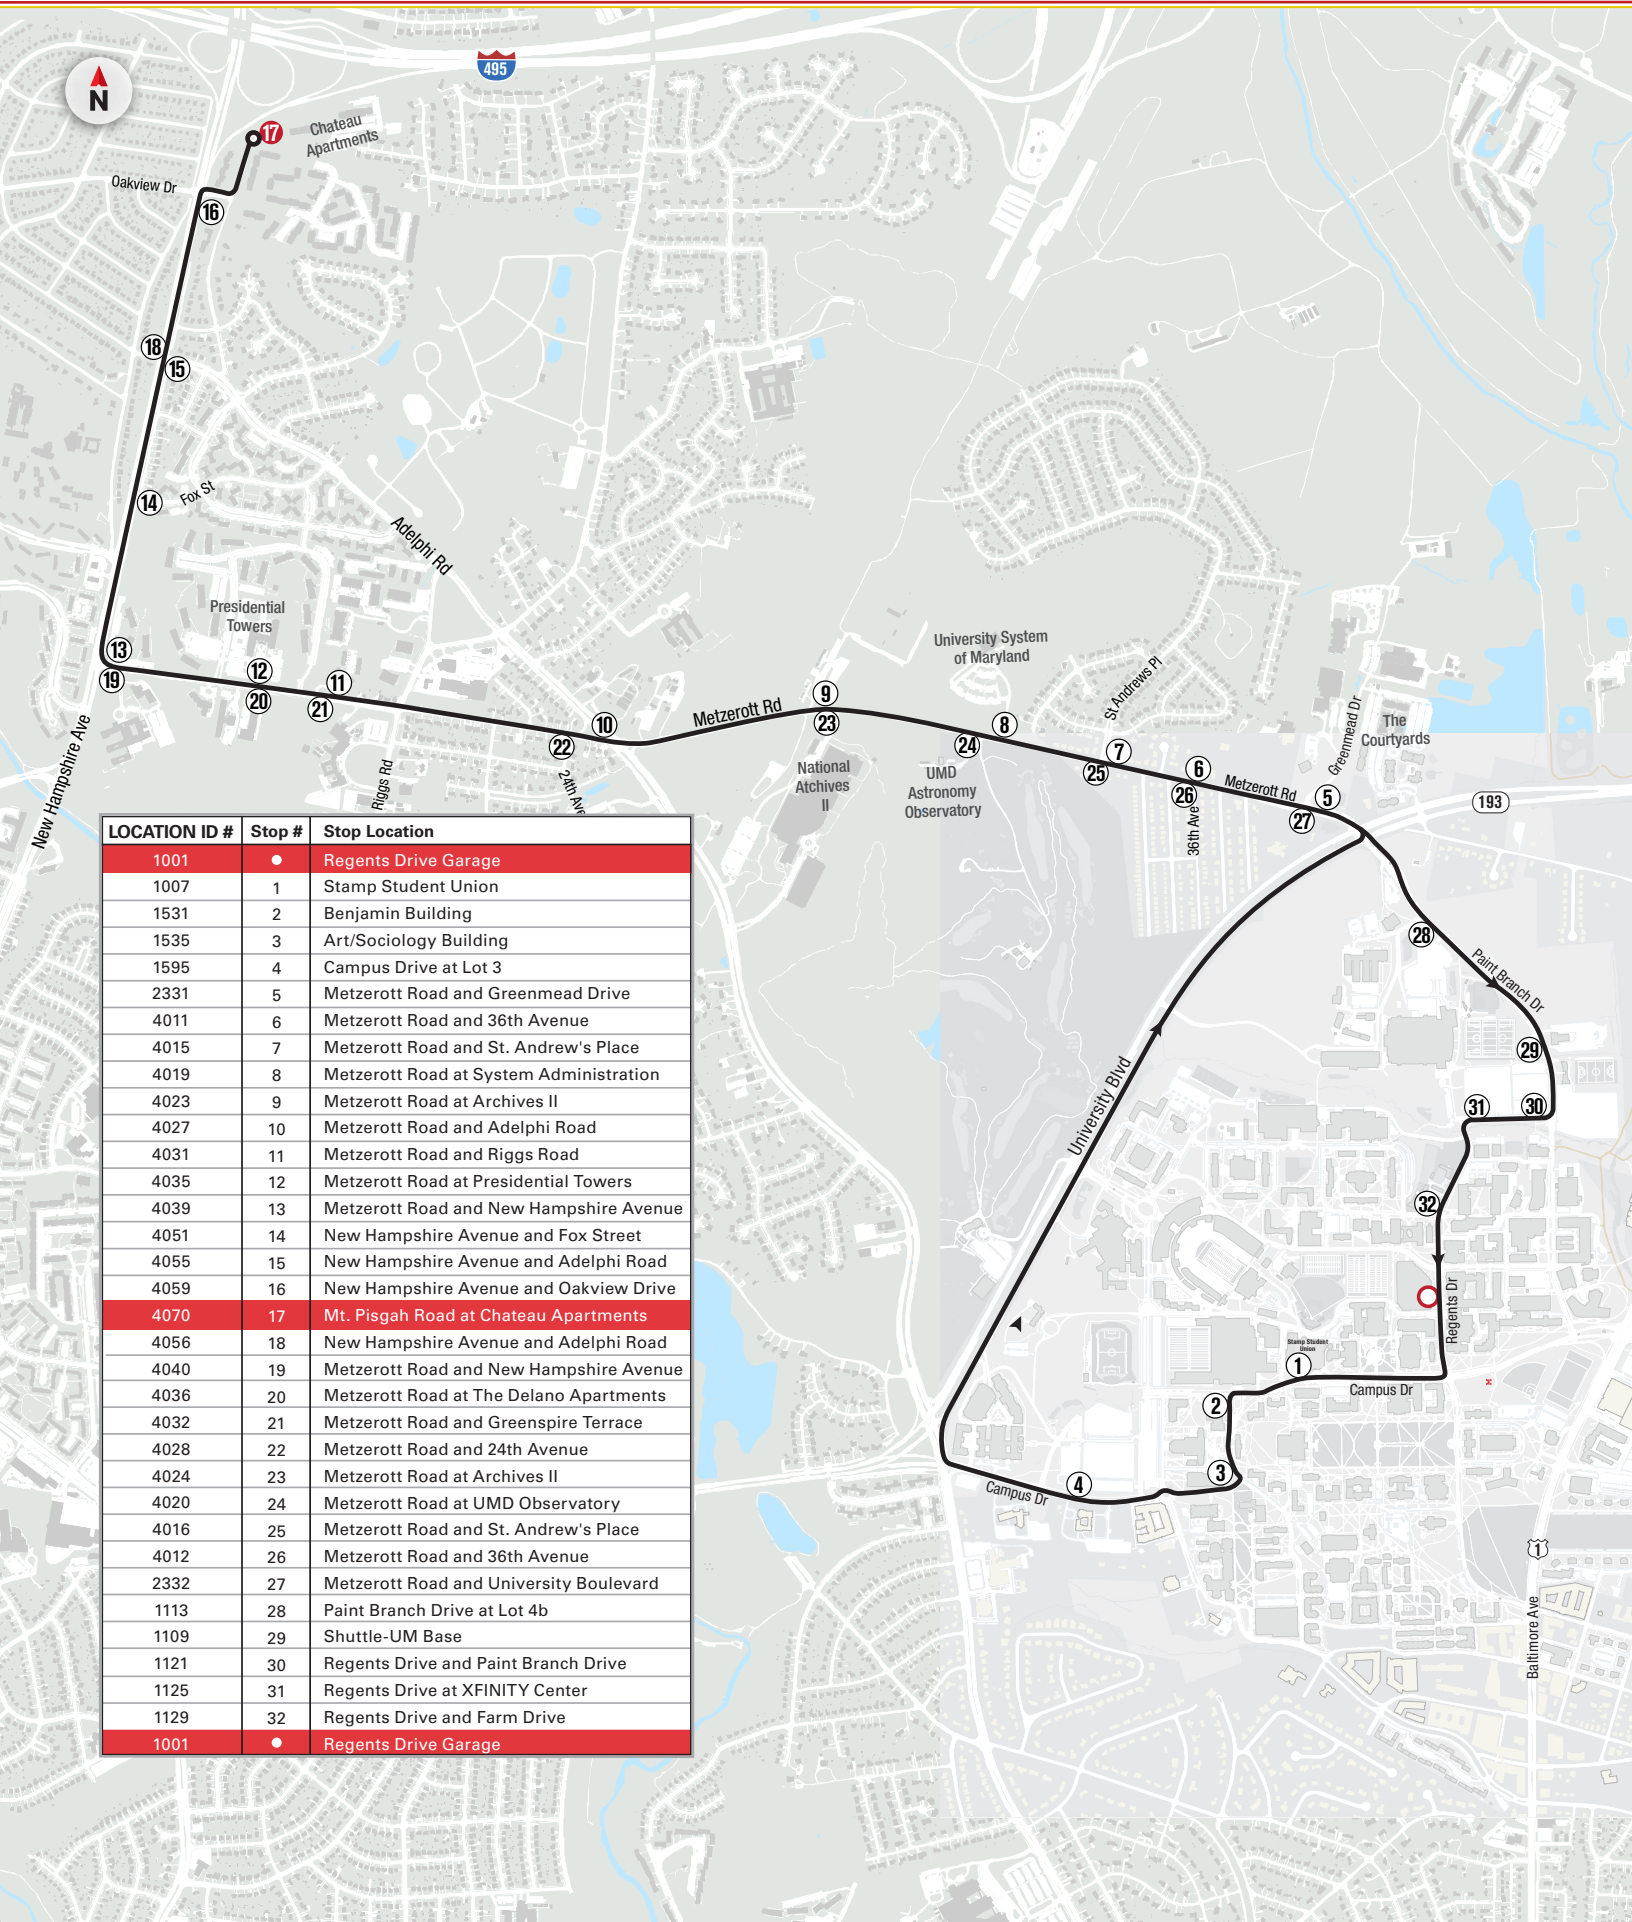 495
N
17
Chateau
Apartments
Oakview Dr
16
18
15
14
Fox St
Adelphi Rd
Presidential
Towers
13
19
12
20
11
21
10
22
Metzerott Rd
9
23
University System
of Maryland
8
24
St Andrews Pl
7
25
6
26
Metzerott Rd
5
27
Greenmead Dr
The
Courtyards
193
New Hampshire Ave
Riggs Rd
24th Ave
National
Atchives
II
UMD
Astronomy
Observatory
36th Ave
28
Paint Branch Dr
29
30
31
32
University Blvd
Regents Dr
Stamp Student
Union
1
Campus Dr
2
3
4
Campus Dr
1
Baltimore Ave
M
LOCATION ID # Stop # Stop Location
1001 Regents Drive Garage
1007 1 Stamp Student Union
1531 2 Benjamin Building
1535 3 Art/Sociology Building
1595 4 Campus Drive at Lot 3
2331 5 Metzerott Road and Greenmead Drive
4011 6 Metzerott Road and 36th Avenue
4015 7 Metzerott Road and St. Andrew's Place
4019 8 Metzerott Road at System Administration
4023 9 Metzerott Road at Archives II
4027 10 Metzerott Road and Adelphi Road
4031 11 Metzerott Road and Riggs Road
4035 12 Metzerott Road at Presidential Towers
4039 13 Metzerott Road and New Hampshire Avenue
4051 14 New Hampshire Avenue and Fox Street
4055 15 New Hampshire Avenue and Adelphi Road
4059 16 New Hampshire Avenue and Oakview Drive
4070 17 Mt. Pisgah Road at Chateau Apartments
4056 18 New Hampshire Avenue and Adelphi Road
4040 19 Metzerott Road and New Hampshire Avenue
4036 20 Metzerott Road at The Delano Apartments
4032 21 Metzerott Road and Greenspire Terrace
4028 22 Metzerott Road and 24th Avenue
4024 23 Metzerott Road at Archives II
4020 24 Metzerott Road at UMD Observatory
4016 25 Metzerott Road and St. Andrew's Place
4012 26 Metzerott Road and 36th Avenue
2332 27 Metzerott Road and University Boulevard
1113 28 Paint Branch Drive at Lot 4b
1109 29 Shuttle-UM Base
1121 30 Regents Drive and Paint Branch Drive
1125 31 Regents Drive at XFINITY Center
1129 32 Regents Drive and Farm Drive
1001 Regents Drive Garage